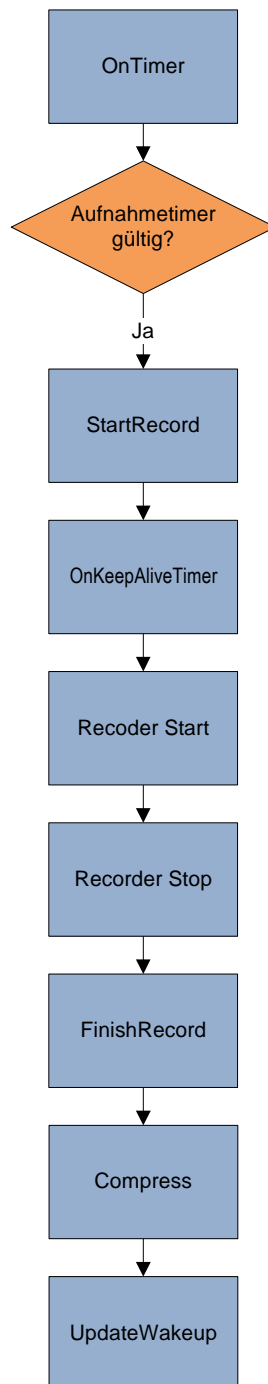 OnTimer
Aufnahmetimer
gültig?
Ja
StartRecord
OnKeepAliveTimer
Recoder Start
Recorder Stop
FinishRecord
Compress
UpdateWakeup